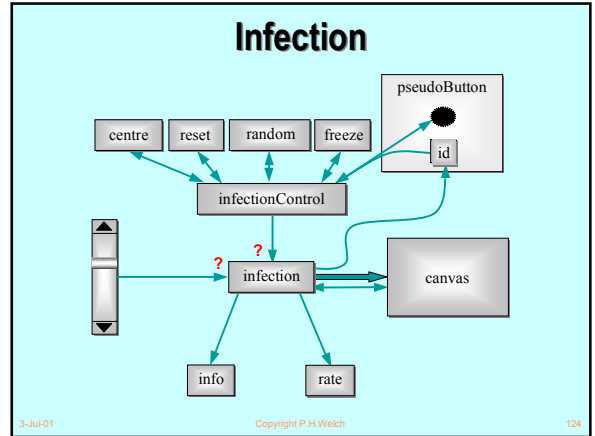 Infection
pseudoButton
centre
reset
random
freeze
id
infectionControl
?
?
infection
canvas
info
rate
3-Jul-01
Copyright P.H.Welch
124